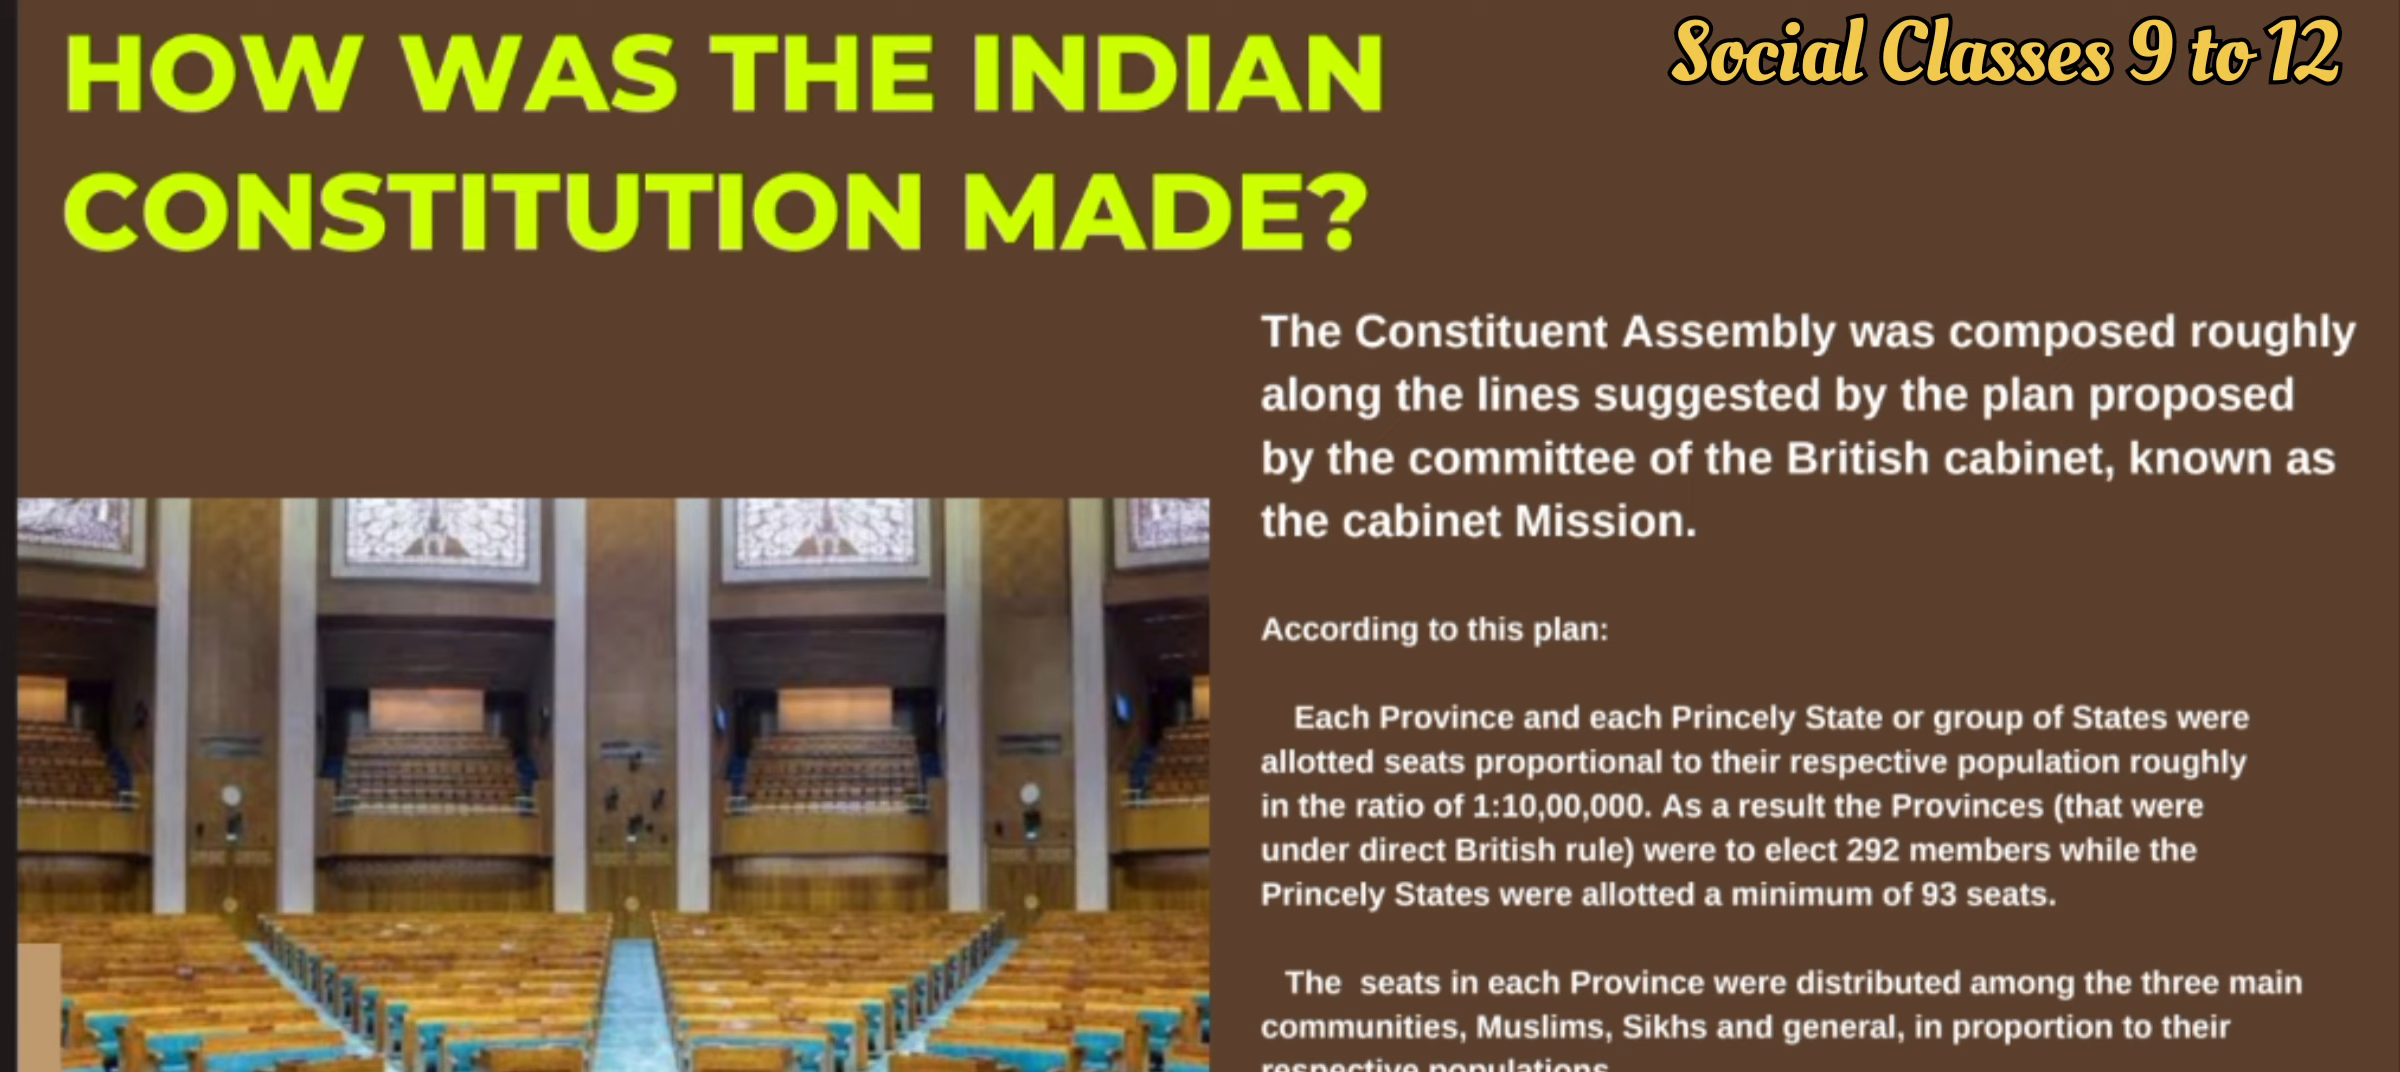 HOW WAS THE INDIAN
CONSTITUTION MADE?
Social Classes 9 to 12
The Constituent Assembly was composed roughly
along the lines suggested by the plan proposed
by the committee of the British cabinet, known as
the cabinet Mission.
According to this plan:
Each Province and each Princely State or group of States were
allotted seats proportional to their respective population roughly
in the ratio of 1:10,00,000. As a result the Provinces (that were
under direct British rule) were to elect 292 members while the
Princely States were allotted a minimum of 93 seats.
The seats in each Province were distributed among the three main
communities, Muslims, Sikhs and general, in proportion to their
respective populations